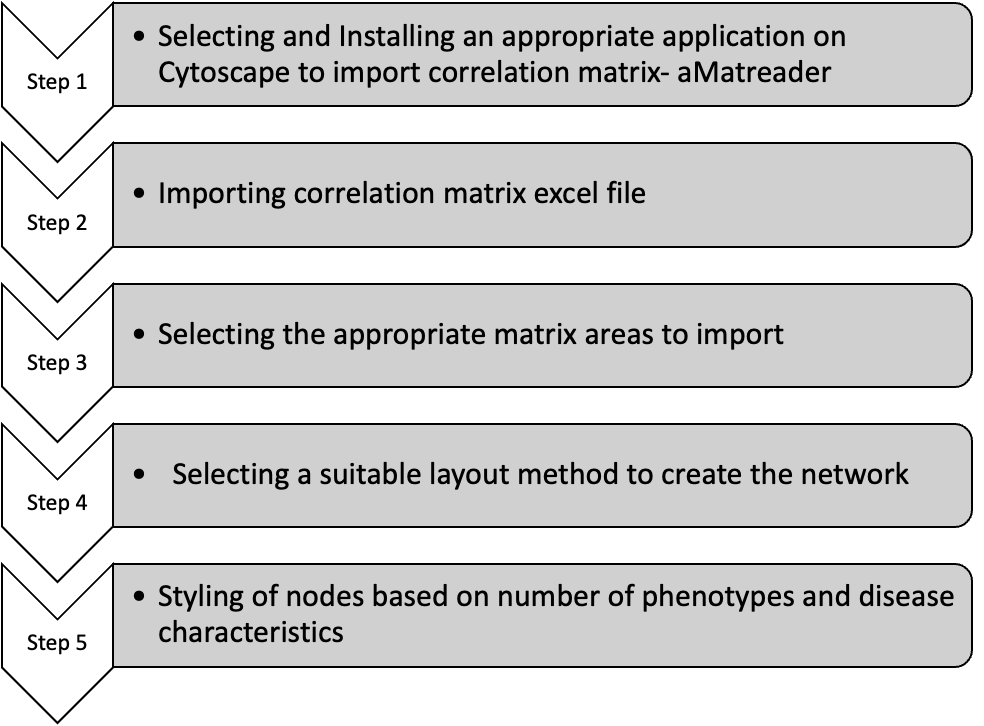 Step 1
• Selecting and Installing an appropriate application on
Cytoscape to import correlation matrix- aMatreader
Step 2
• Importing correlation matrix excel file
Step 3
• Selecting the appropriate matrix areas to import
Step 4
• Selecting a suitable layout method to create the network
Step 5
• Styling of nodes based on number of phenotypes and disease
characteristics